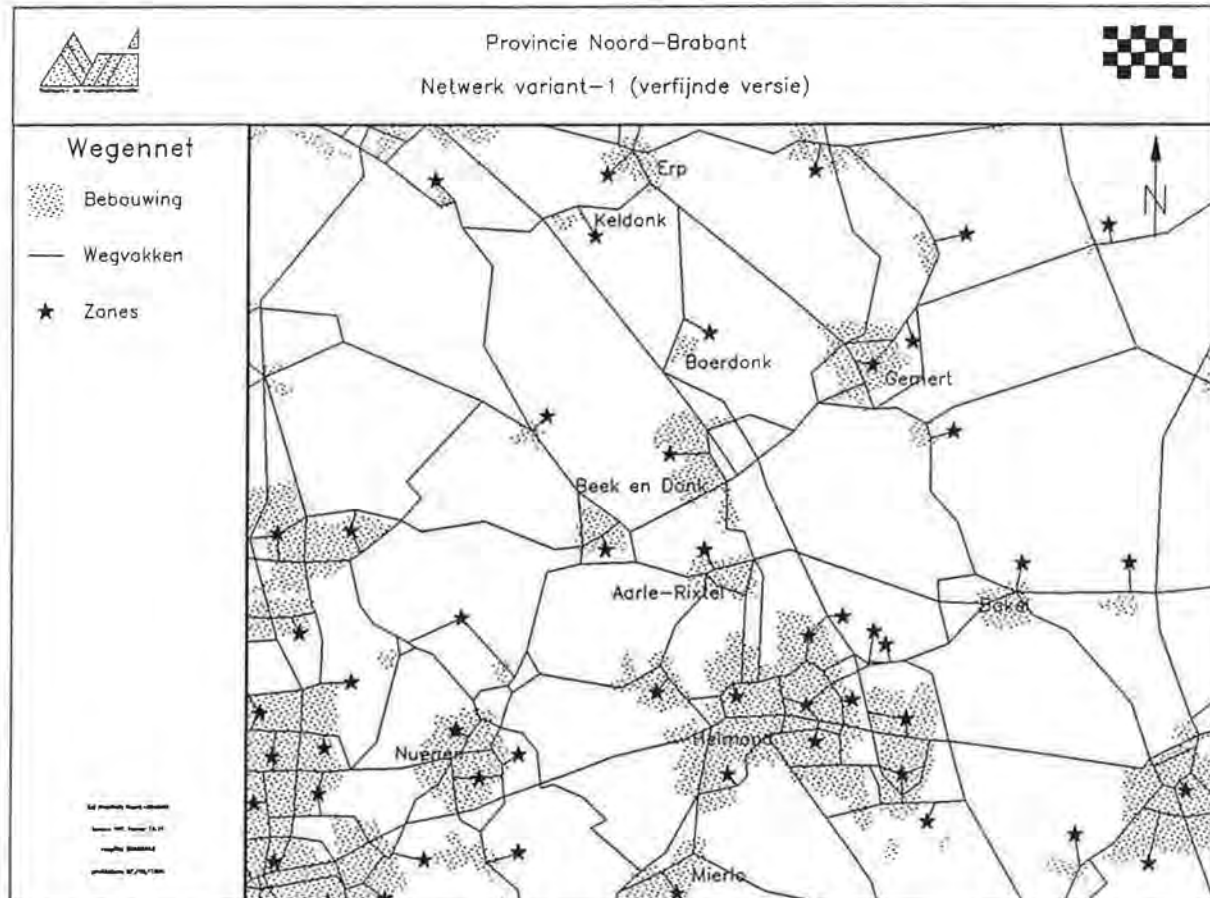 Provincie Noord-Brabant
Netwerk variant-1 (verfijnde versie)
Wegennet
Bebouwing
Wegvakken
Zones
N
Erp
Keldonk
Boerdonk
Gemert
Beek en Donk
Aarle-Rixtel
Bakel
Helmond
Nuenen
Mierlo